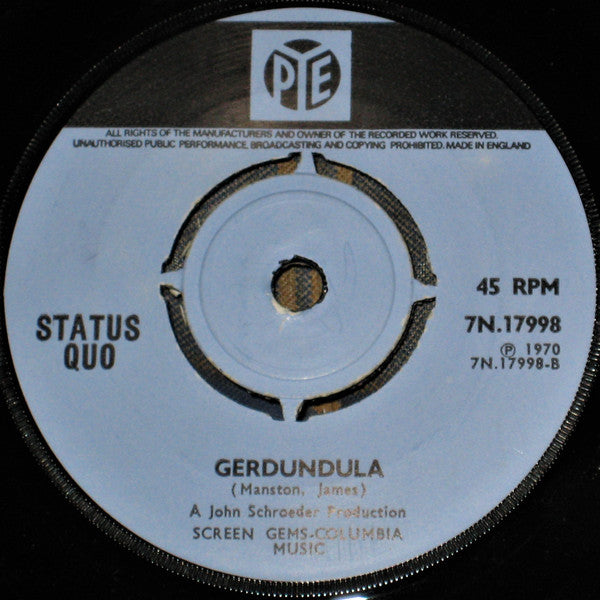 PYE
ALL RIGHTS OF THE MANUFACTURERS AND OWNER OF THE RECORDED WORK RESERVED.
UNAUTHORISED PUBLIC PERFORMANCE, BROADCASTING AND COPYING PROHIBITED. MADE IN ENGLAND
STATUS
QUO
45 RPM
7N.17998
℗ 1970
7N.17998-B
GERDUNDULA
(Manston, James)
A John Schroeder Production
SCREEN GEMS-COLUMBIA
MUSIC